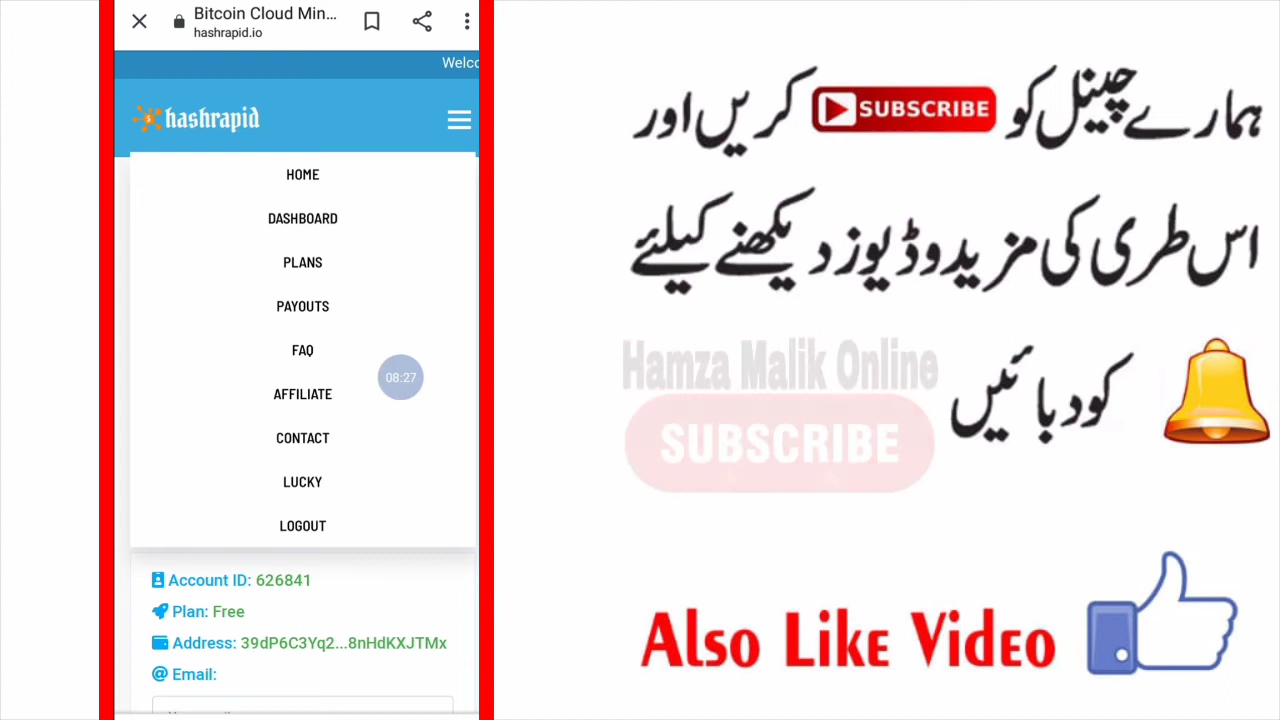 Bitcoin Cloud Min...
hashrapid.io
Welco
hashrapid
HOME
DASHBOARD
PLANS
PAYOUTS
FAQ
08:27
AFFILIATE
CONTACT
LUCKY
LOGOUT
Account ID: 626841
Plan: Free
Address: 39dP6C3Yq2...8nHdKXJTMx
Email:
ہمارے چینل کو SUBSCRIBE کریں اور
اس طری کی مزید وڈیوز دیکھنے کیلئے
کو دبائیں
Hamza Malik Online
SUBSCRIBE
Also Like Video